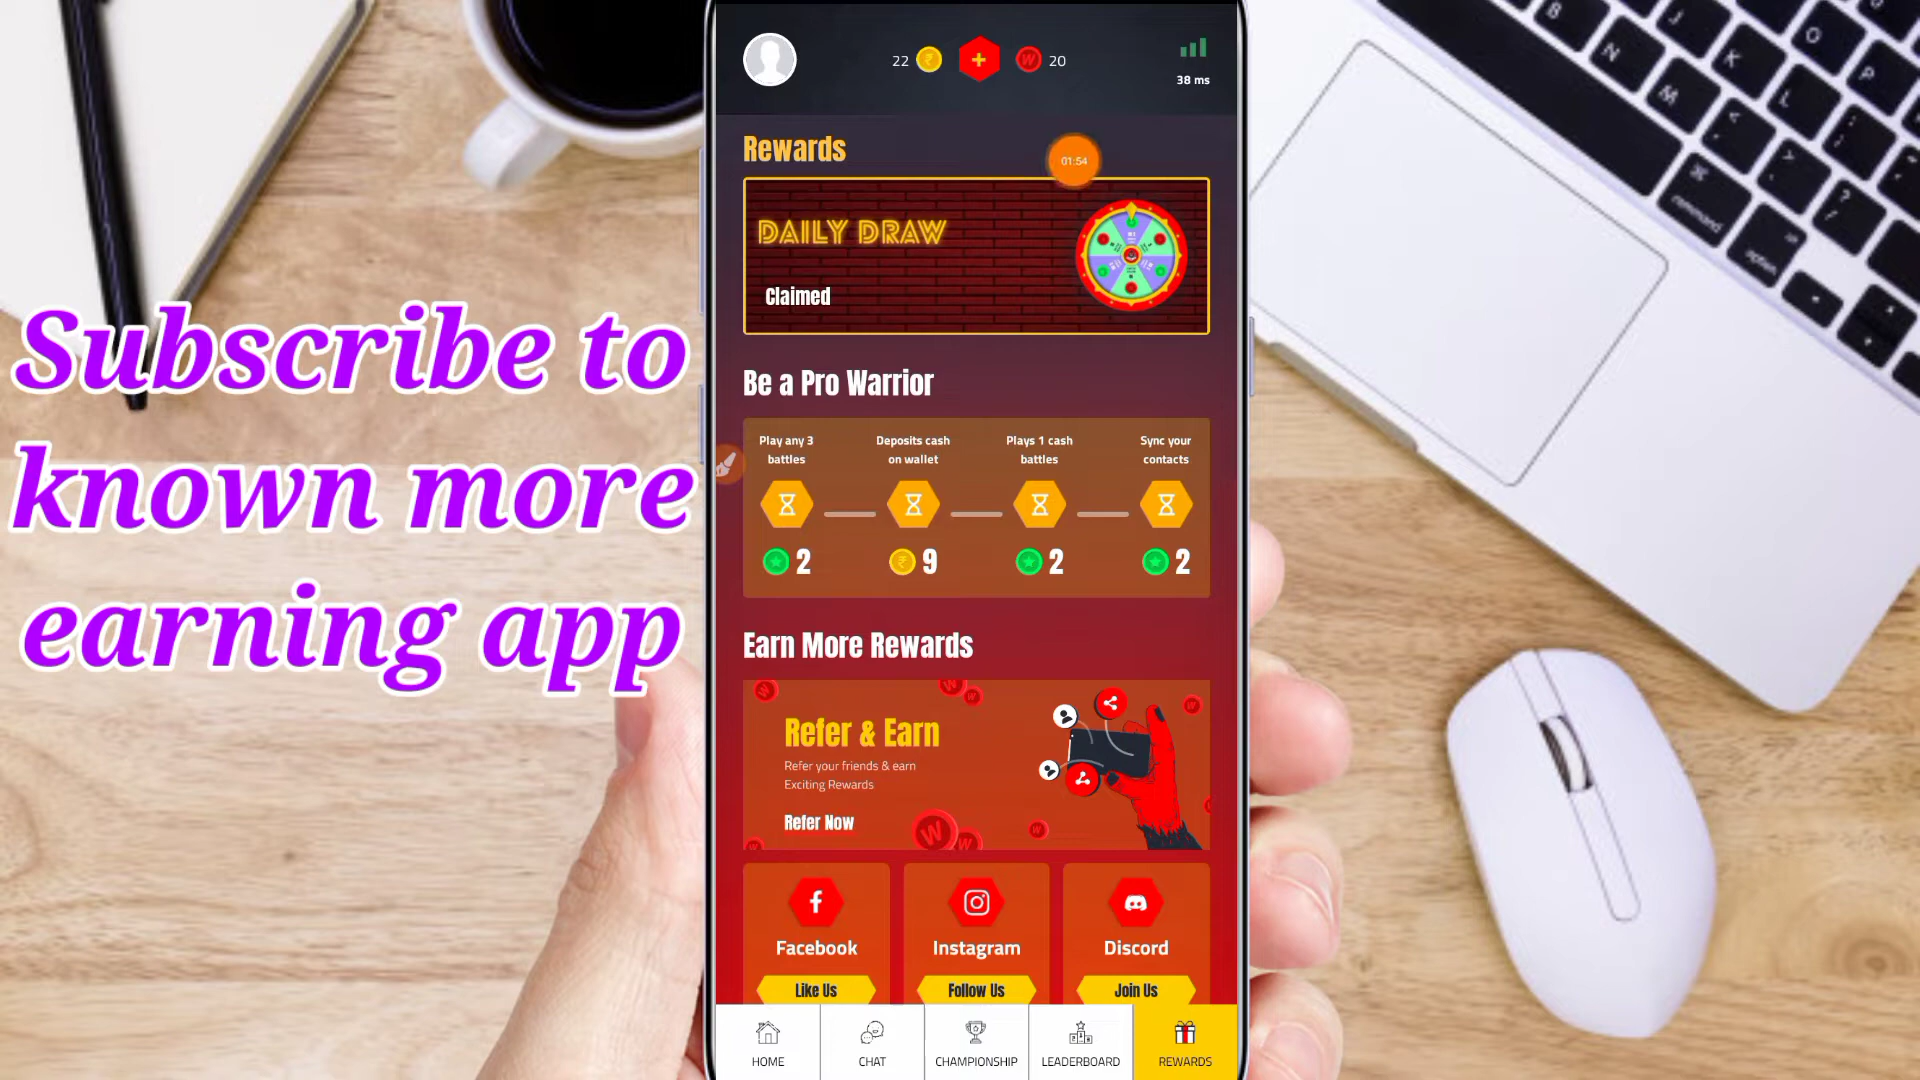 Subscribe to
known more
earning app
22
20
38 ms
Rewards
01:54
DAILY DRAW
Claimed
Be a Pro Warrior
Play any 3
battles
Deposits cash
on wallet
Plays 1 cash
battles
Sync your
contacts
2
9
2
2
Earn More Rewards
Refer & Earn
Refer your friends & earn
Exciting Rewards
Refer Now
Facebook
Instagram
Discord
Like Us
Follow Us
Join Us
HOME
CHAT
CHAMPIONSHIP
LEADERBOARD
REWARDS
B
N
M
K
J
L
O
P
command
option